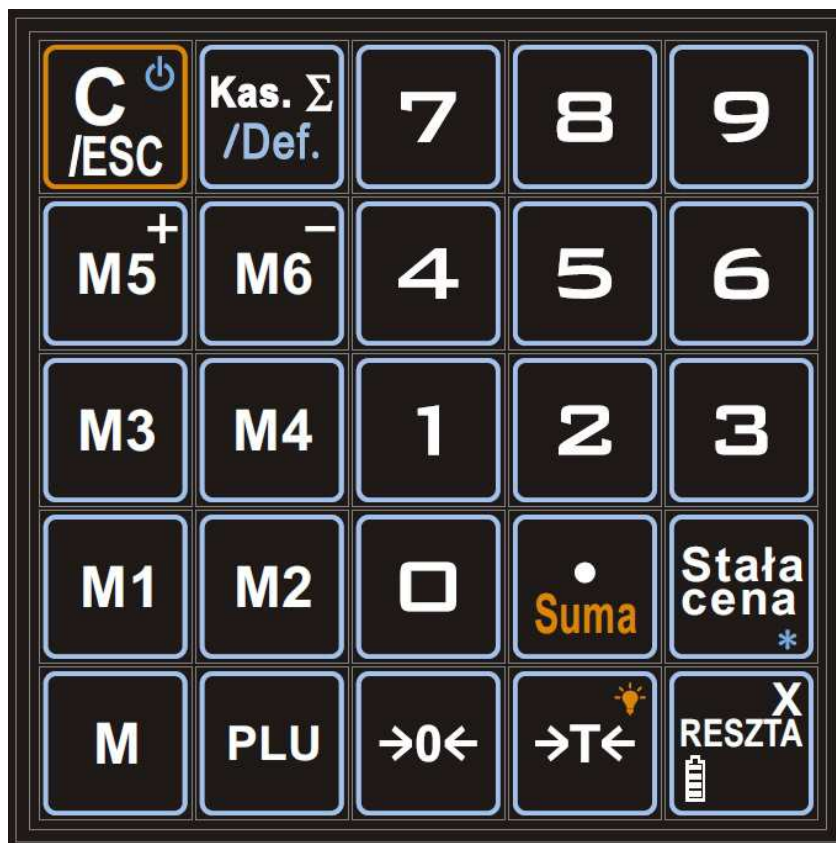 C
/ESC
Kas. Σ
/Def.
7
8
9
M5 +
M6 −
4
5
6
M3
M4
1
2
3
M1
M2
0
•
Suma
Stała
cena
*
M
PLU
→0←
→T←
X
RESZTA